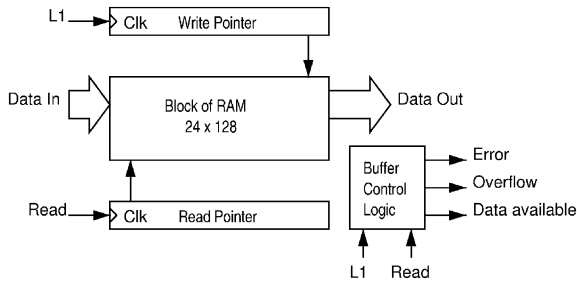 L1
Clk Write Pointer
Data In
Block of RAM
24 x 128
Data Out
Read
Clk Read Pointer
Buffer
Control
Logic
Error
Overflow
Data available
L1 Read